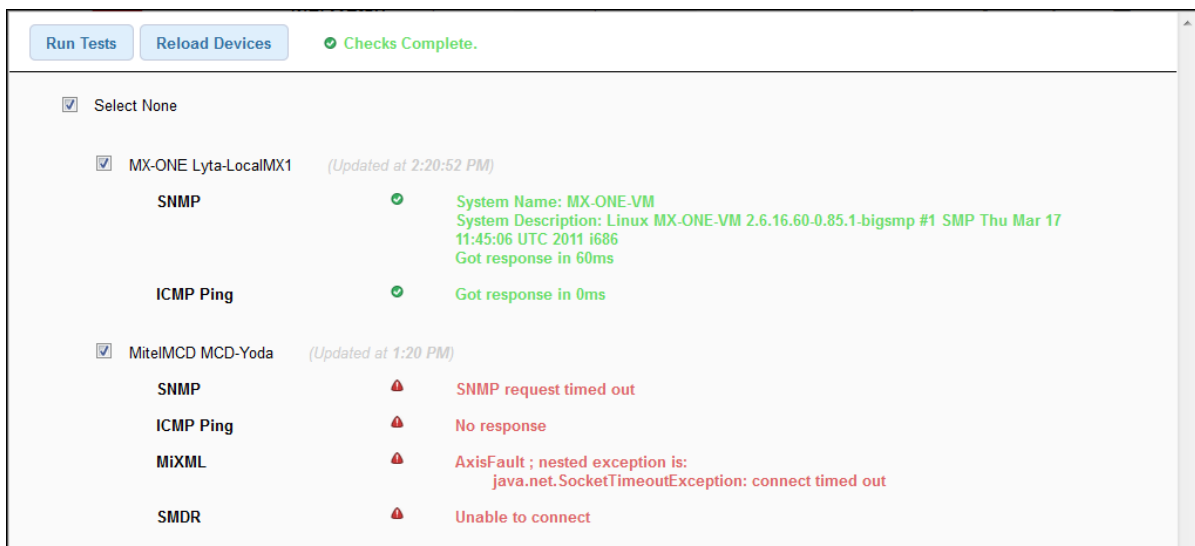 Run Tests Reload Devices Checks Complete.
Select None
MX-ONE Lyta-LocalMX1 (Updated at 2:20:52 PM)
SNMP System Name: MX-ONE-VM
System Description: Linux MX-ONE-VM 2.6.16.60-0.85.1-bigsmp #1 SMP Thu Mar 17
11:45:06 UTC 2011 i686
Got response in 60ms
ICMP Ping Got response in 0ms
MitelMCD MCD-Yoda (Updated at 1:20 PM)
SNMP SNMP request timed out
ICMP Ping No response
MiXML AxisFault ; nested exception is:
java.net.SocketTimeoutException: connect timed out
SMDR Unable to connect